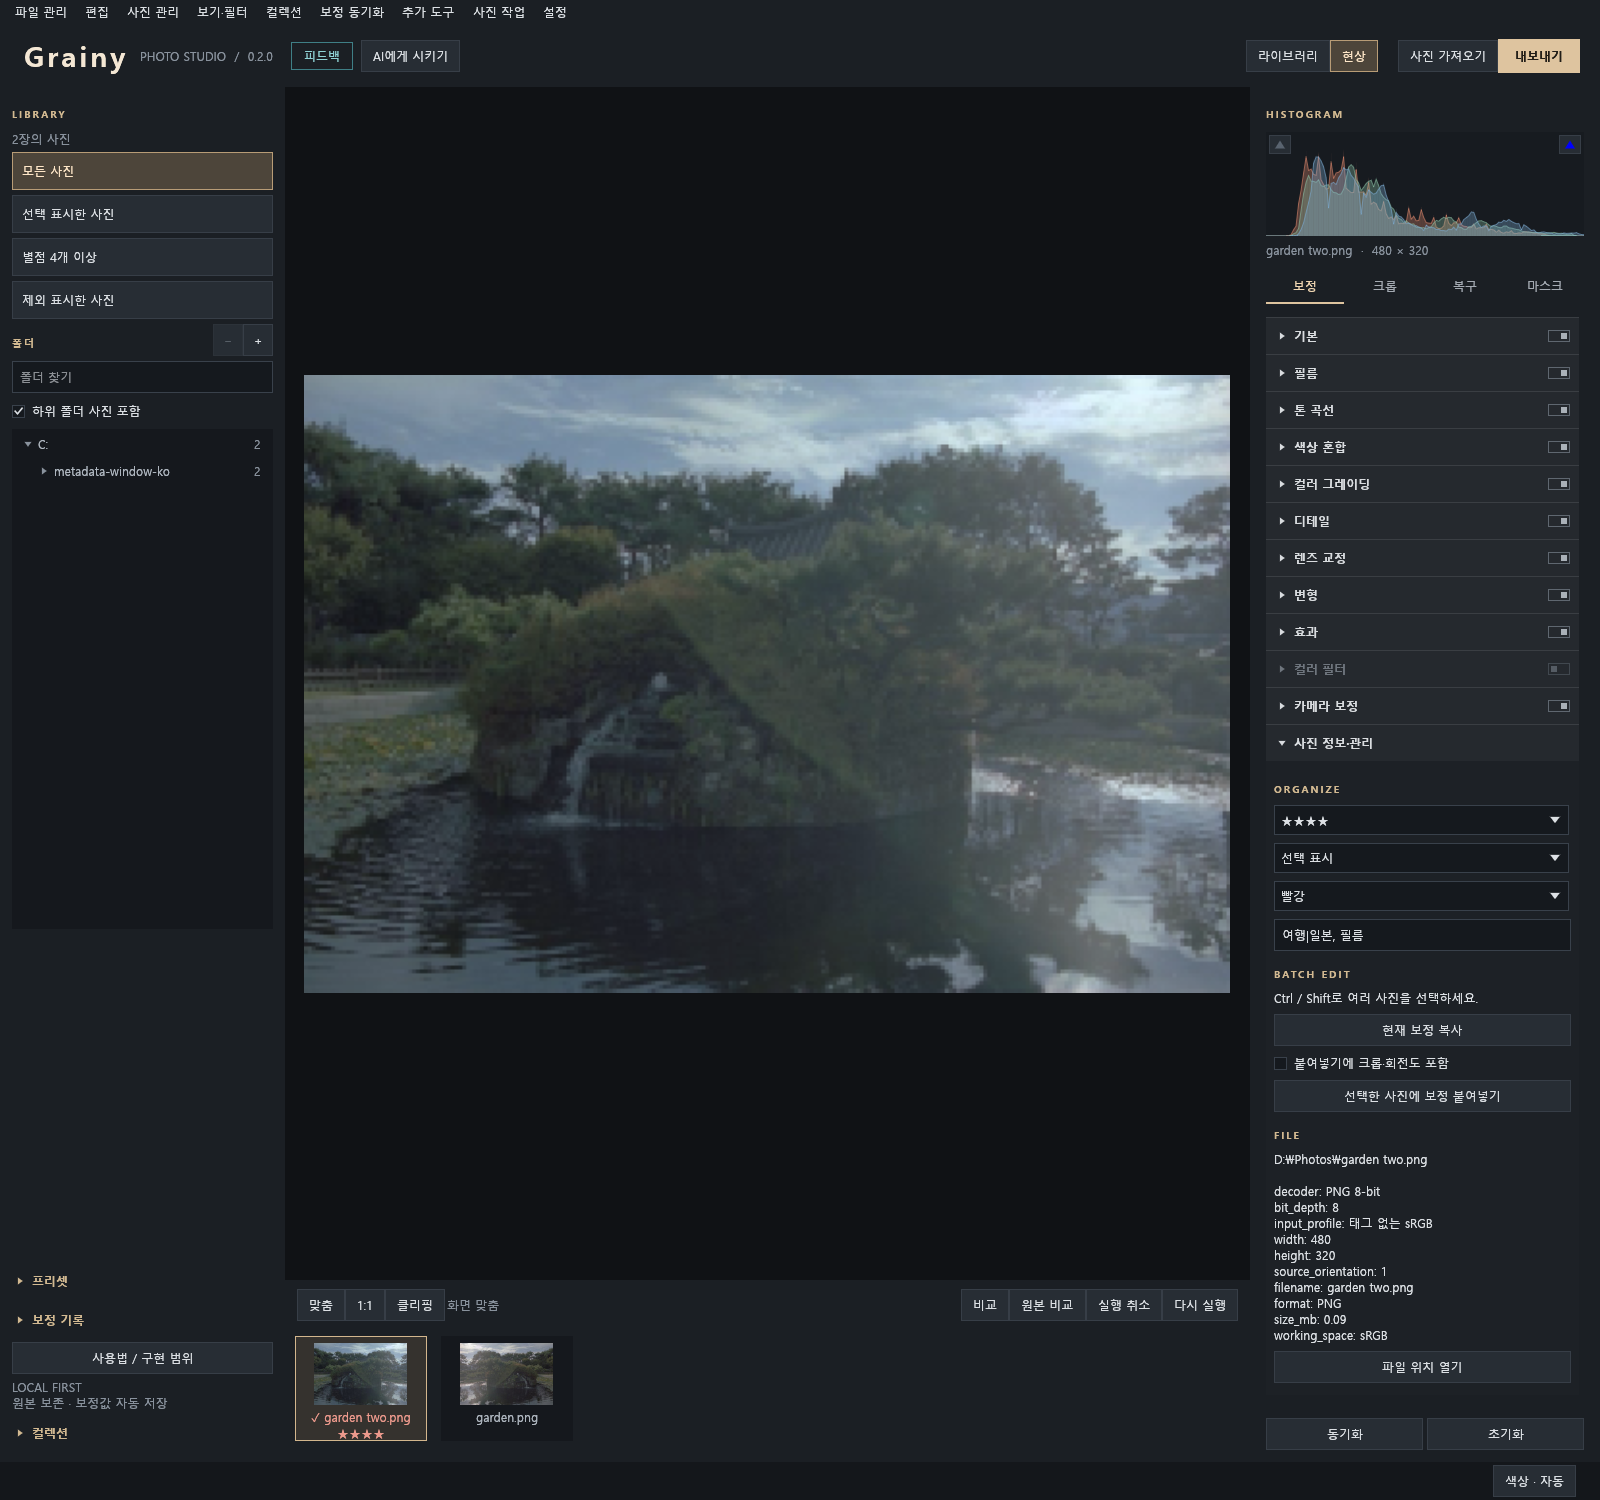 파일 관리 편집 사진 관리 보기·필터 컬렉션 보정 동기화 추가 도구 사진 작업 설정
Grainy PHOTO STUDIO / 0.2.0 피드백 AI에게 시키기 라이브러리 현상 사진 가져오기 내보내기
LIBRARY
2장의 사진
모든 사진
선택 표시한 사진
별점 4개 이상
제외 표시한 사진
폴더 − +
폴더 찾기
하위 폴더 사진 포함
C: 2
metadata-window-ko 2
프리셋
보정 기록
사용법 / 구현 범위
LOCAL FIRST
원본 보존 · 보정값 자동 저장
컬렉션
맞춤 1:1 클리핑 화면 맞춤 비교 원본 비교 실행 취소 다시 실행
✓ garden two.png
★★★★
garden.png
HISTOGRAM
garden two.png · 480 × 320
보정 크롭 복구 마스크
기본
필름
톤 곡선
색상 혼합
컬러 그레이딩
디테일
렌즈 교정
변형
효과
컬러 필터
카메라 보정
사진 정보·관리
ORGANIZE
★★★★
선택 표시
빨강
여행|일본, 필름
BATCH EDIT
Ctrl / Shift로 여러 사진을 선택하세요.
현재 보정 복사
붙여넣기에 크롭·회전도 포함
선택한 사진에 보정 붙여넣기
FILE
D:₩Photos₩garden two.png
decoder: PNG 8-bit
bit_depth: 8
input_profile: 태그 없는 sRGB
width: 480
height: 320
source_orientation: 1
filename: garden two.png
format: PNG
size_mb: 0.09
working_space: sRGB
파일 위치 열기
동기화 초기화
색상 · 자동